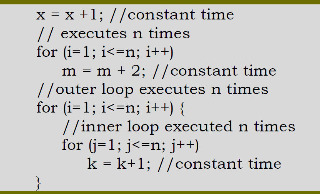 x = x +1; //constant time
// executes n times
for (i=1; i<=n; i++)
m = m + 2; //constant time
//outer loop executes n times
for (i=1; i<=n; i++) {
//inner loop executed n times
for (j=1; j<=n; j++)
k = k+1; //constant time
}